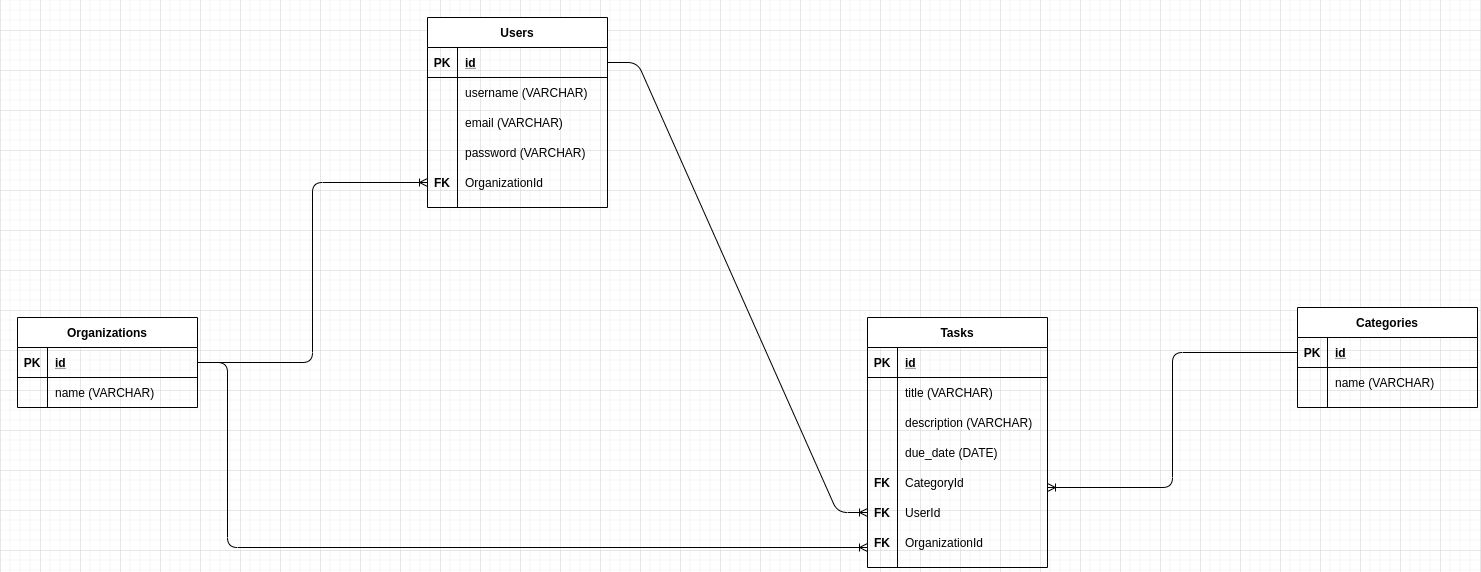 Users
PK id
username (VARCHAR)
email (VARCHAR)
password (VARCHAR)
FK OrganizationId
Organizations
PK id
name (VARCHAR)
Tasks
PK id
title (VARCHAR)
description (VARCHAR)
due_date (DATE)
FK CategoryId
FK UserId
FK OrganizationId
Categories
PK id
name (VARCHAR)